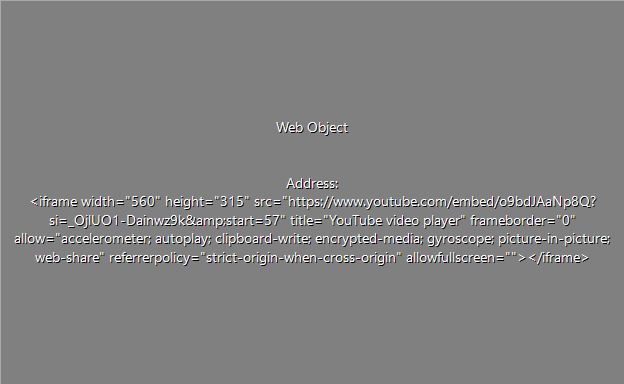 Web Object
Address:
<iframe width="560" height="315" src="https://www.youtube.com/embed/o9bdJAaNp8Q?
si=_OjlUO1-Dainwz9k&amp;start=57" title="YouTube video player" frameborder="0"
allow="accelerometer; autoplay; clipboard-write; encrypted-media; gyroscope; picture-in-picture;
web-share" referrerpolicy="strict-origin-when-cross-origin" allowfullscreen=""></iframe>